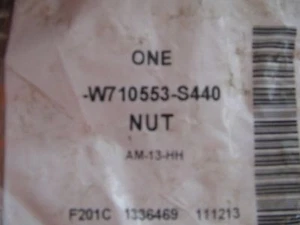 ONE
-W710553-S440
NUT
AM-13-HH
F201C 1336469 111213